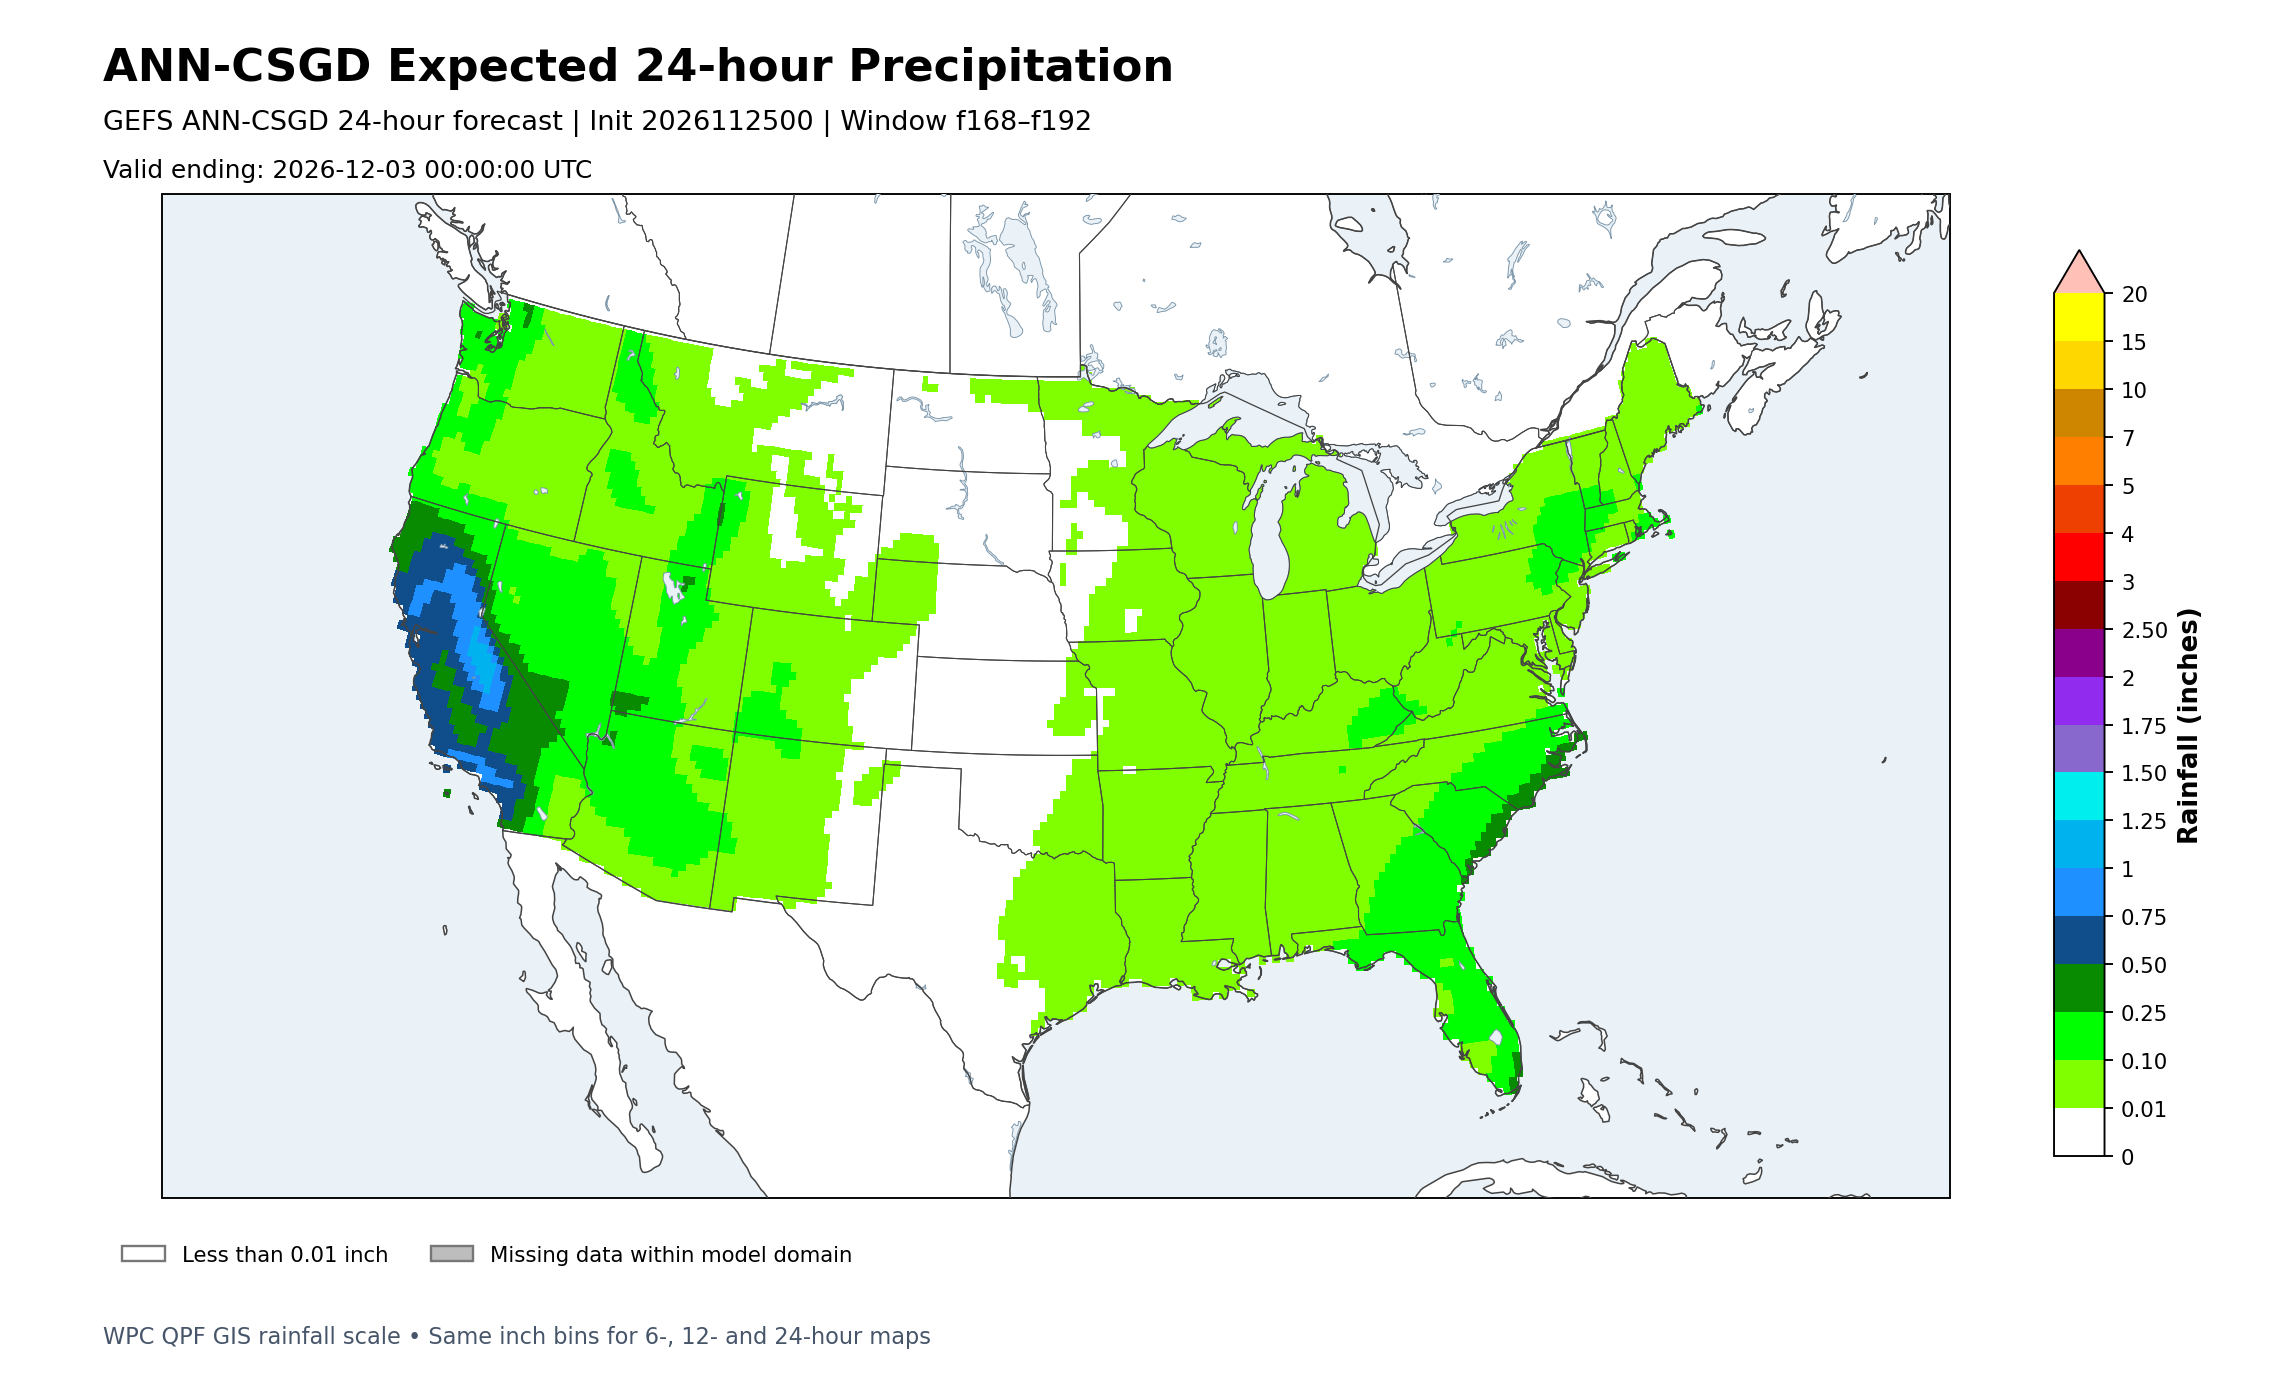 ANN-CSGD Expected 24-hour Precipitation
GEFS ANN-CSGD 24-hour forecast | Init 2026112500 | Window f168–f192
Valid ending: 2026-12-03 00:00:00 UTC
20
15
10
7
5
4
3
2.50
2
1.75
1.50
1.25
1
0.75
0.50
0.25
0.10
0.01
0
Rainfall (inches)
Less than 0.01 inch
Missing data within model domain
WPC QPF GIS rainfall scale • Same inch bins for 6-, 12- and 24-hour maps